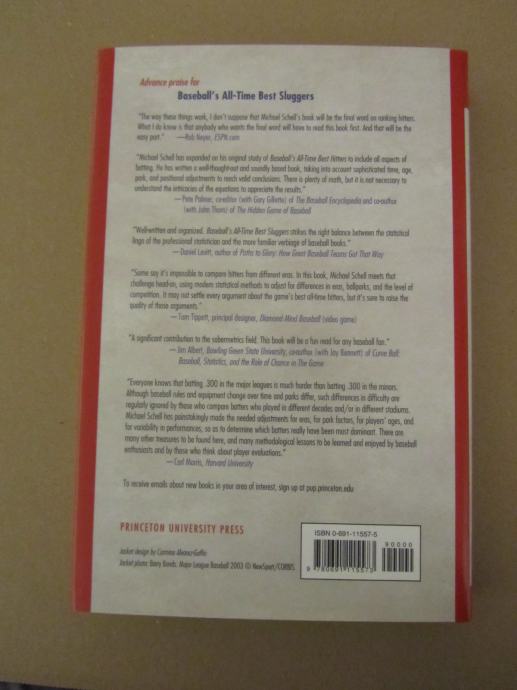 Advance praise for
Baseball's All-Time Best Sluggers
"The way these things work, I don't suppose that Michael Schell's book will be the final word on ranking hitters.
What I do know is that anybody who wants the final word will have to read this book first. And that will be the
easy part." —Rob Neyer, ESPN.com
"Michael Schell has expanded on his original study of Baseball's All-Time Best Hitters to include all aspects of
batting. He has written a well-thought-out and soundly based book, taking into account sophisticated time, age,
park, and positional adjustments to reach valid conclusions. There is plenty of math, but it is not necessary to
understand the intricacies of the equations to appreciate the results."
—Pete Palmer, co-editor (with Gary Gillette) of The Baseball Encyclopedia and co-author
(with John Thorn) of The Hidden Game of Baseball
"Well-written and organized. Baseball's All-Time Best Sluggers strikes the right balance between the statistical
lingo of the professional statistician and the more familiar verbiage of baseball books."
—Daniel Levitt, author of Paths to Glory: How Great Baseball Teams Got That Way
"Some say it's impossible to compare hitters from different eras. In this book, Michael Schell meets that
challenge head-on, using modern statistical methods to adjust for differences in eras, ballparks, and the level of
competition. It may not settle every argument about the game's best all-time hitters, but it's sure to raise the
quality of those arguments."
—Tom Tippett, principal designer, Diamond Mind Baseball (video game)
"A significant contribution to the sabermetrics field. This book will be a fun read for any baseball fan."
—Jim Albert, Bowling Green State University, co-author (with Jay Bennett) of Curve Ball:
Baseball, Statistics, and the Role of Chance in The Game
"Everyone knows that batting .300 in the major leagues is much harder than batting .300 in the minors.
Although baseball rules and equipment change over time and parks differ, such differences in difficulty are
regularly ignored by those who compare batters who played in different decades and/or in different stadiums.
Michael Schell has painstakingly made the needed adjustments for eras, for park factors, for players' ages, and
for variability in performances, so as to determine which batters really have been most dominant. There are
many other treasures to be found here, and many methodological lessons to be learned and enjoyed by baseball
enthusiasts and by those who think about player evaluations."
—Carl Morris, Harvard University
To receive emails about new books in your area of interest, sign up at pup.princeton.edu
PRINCETON UNIVERSITY PRESS
Jacket design by Carmina Alvarez-Gaffin
Jacket photo: Barry Bonds. Major League Baseball 2003 © NewSport/CORBIS
ISBN 0-691-11557-5
90000
9 780691 115573